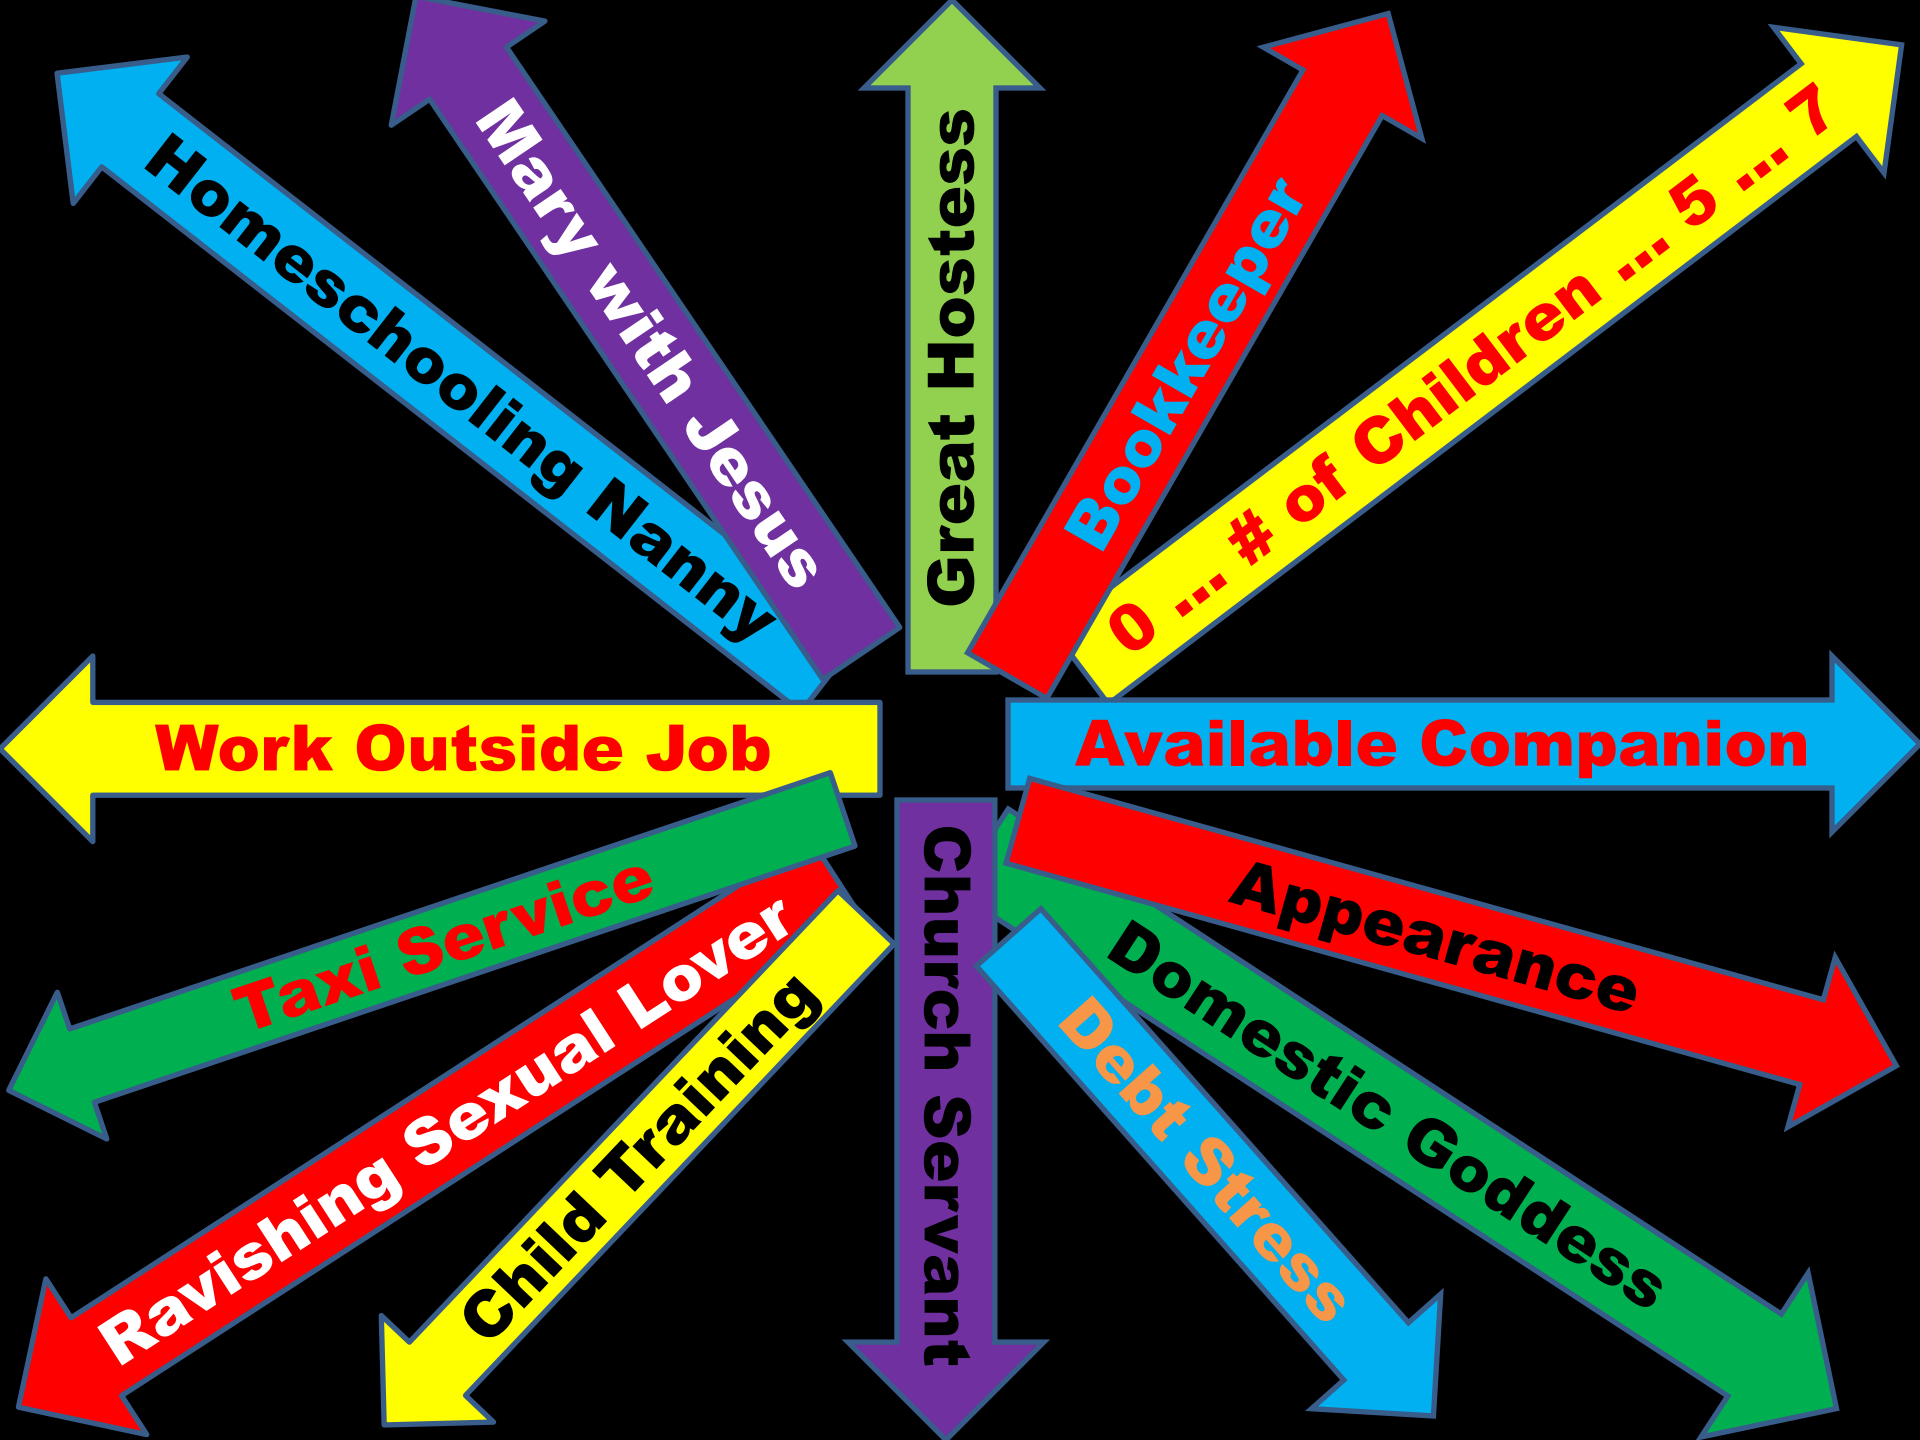 Homeschooling Nanny
Mary with Jesus
Great Hostess
Bookkeeper
0 ... # of Children ... 5 ... 7
Work Outside Job
Available Companion
Taxi Service
Ravishing Sexual Lover
Child Training
Church Servant
Appearance
Domestic Goddess
Debt Stress